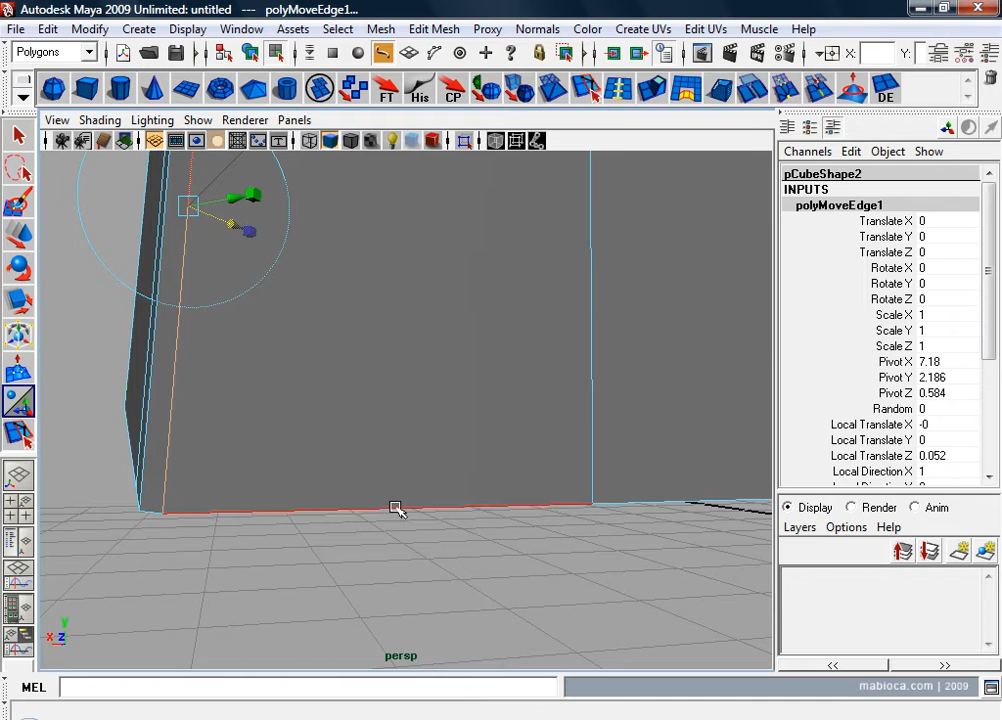 Autodesk Maya 2009 Unlimited: untitled --- polyMoveEdge1...
File Edit Modify Create Display Window Assets Select Mesh Edit Mesh Proxy Normals Color Create UVs Edit UVs Muscle Help
Polygons X: Y:
FT His CP DE
View Shading Lighting Show Renderer Panels
Channels Edit Object Show
pCubeShape2
INPUTS
polyMoveEdge1
Translate X 0
Translate Y 0
Translate Z 0
Rotate X 0
Rotate Y 0
Rotate Z 0
Scale X 1
Scale Y 1
Scale Z 1
Pivot X 7.18
Pivot Y 2.186
Pivot Z 0.584
Random 0
Local Translate X -0
Local Translate Y 0
Local Translate Z 0.052
Local Direction X 1
Display Render Anim
Layers Options Help
y
x z
persp
<< >>
MEL
mabioca.com | 2009